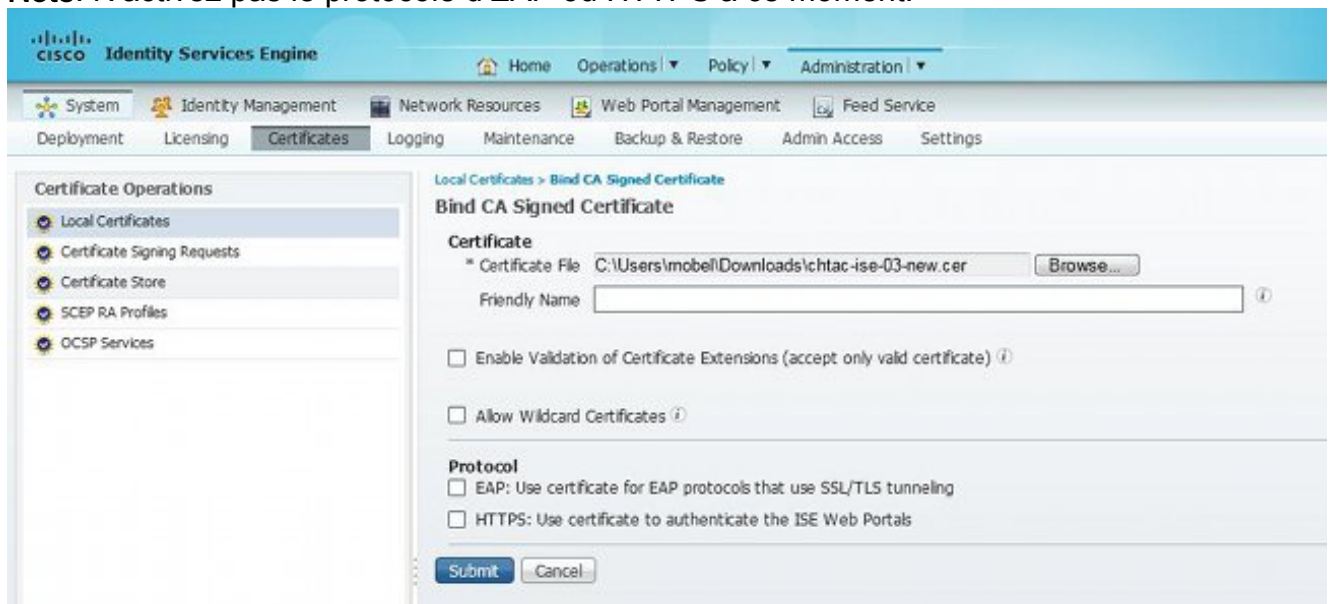 Note: N'activez pas le protocole d'EAP ou HTTPS à ce moment.
cisco Identity Services Engine
Home Operations Policy Administration
System Identity Management Network Resources Web Portal Management Feed Service
Deployment Licensing Certificates Logging Maintenance Backup & Restore Admin Access Settings
Certificate Operations
Local Certificates
Certificate Signing Requests
Certificate Store
SCEP RA Profiles
OCSP Services
Local Certificates > Bind CA Signed Certificate
Bind CA Signed Certificate
Certificate
* Certificate File C:\Users\mobel\Downloads\chtac-ise-03-new.cer Browse...
Friendly Name
Enable Validation of Certificate Extensions (accept only valid certificate)
Allow Wildcard Certificates
Protocol
EAP: Use certificate for EAP protocols that use SSL/TLS tunneling
HTTPS: Use certificate to authenticate the ISE Web Portals
Submit Cancel